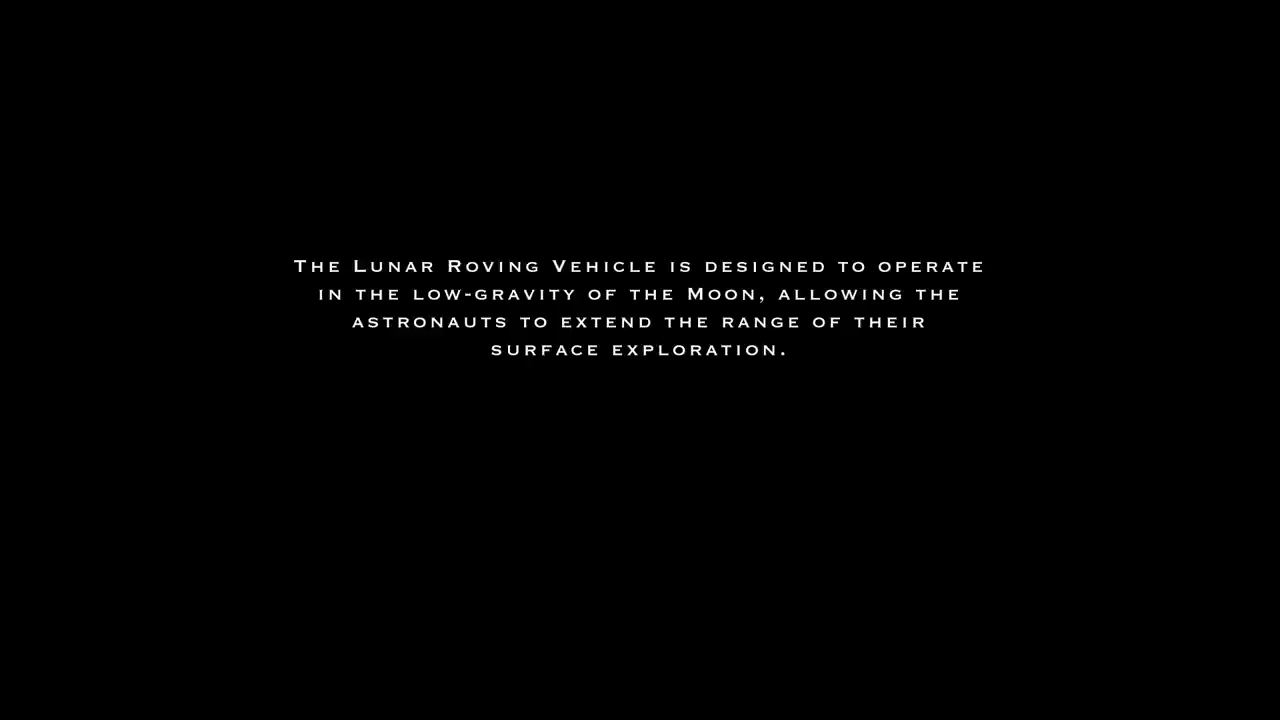 The Lunar Roving Vehicle is designed to operate
in the low-gravity of the Moon, allowing the
astronauts to extend the range of their
surface exploration.